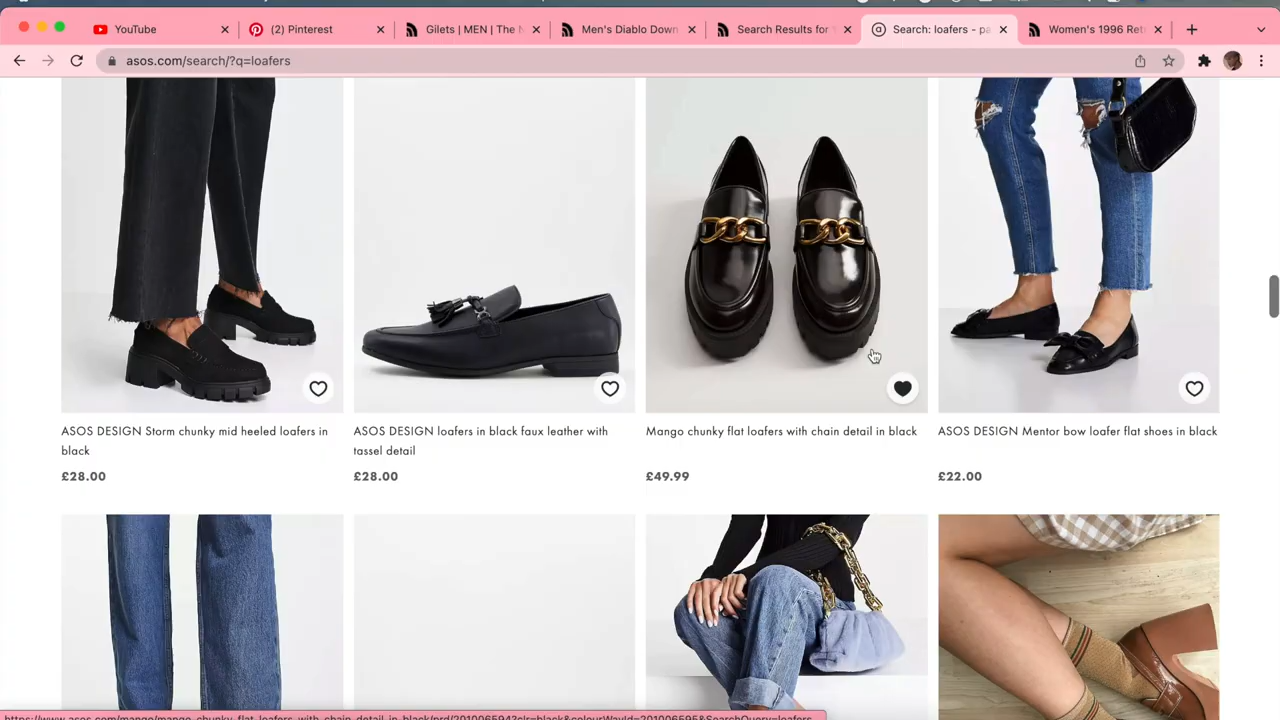 YouTube
(2) Pinterest
Gilets | MEN | The N
Men's Diablo Down
Search Results for
Search: loafers - pa
Women's 1996 Ret
asos.com/search/?q=loafers
ASOS DESIGN Storm chunky mid heeled loafers in
black
£28.00
ASOS DESIGN loafers in black faux leather with
tassel detail
£28.00
Mango chunky flat loafers with chain detail in black
£49.99
ASOS DESIGN Mentor bow loafer flat shoes in black
£22.00